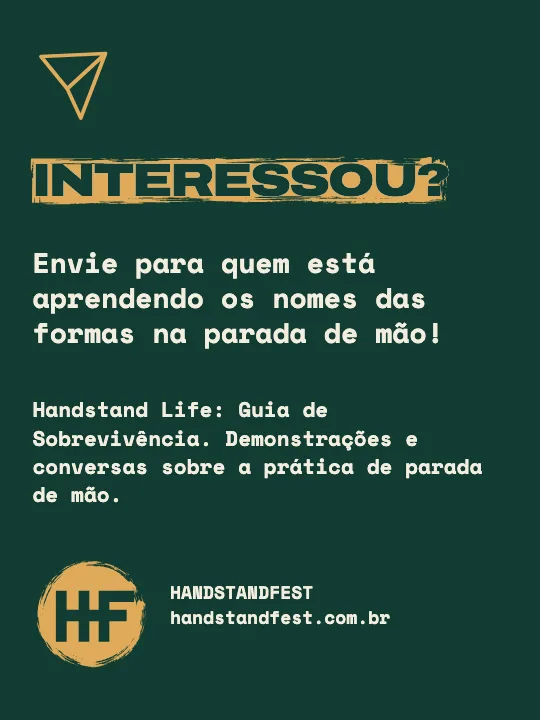 INTERESSOU?
Envie para quem está
aprendendo os nomes das
formas na parada de mão!
Handstand Life: Guia de
Sobrevivência. Demonstrações e
conversas sobre a prática de parada
de mão.
HF
HANDSTANDFEST
handstandfest.com.br